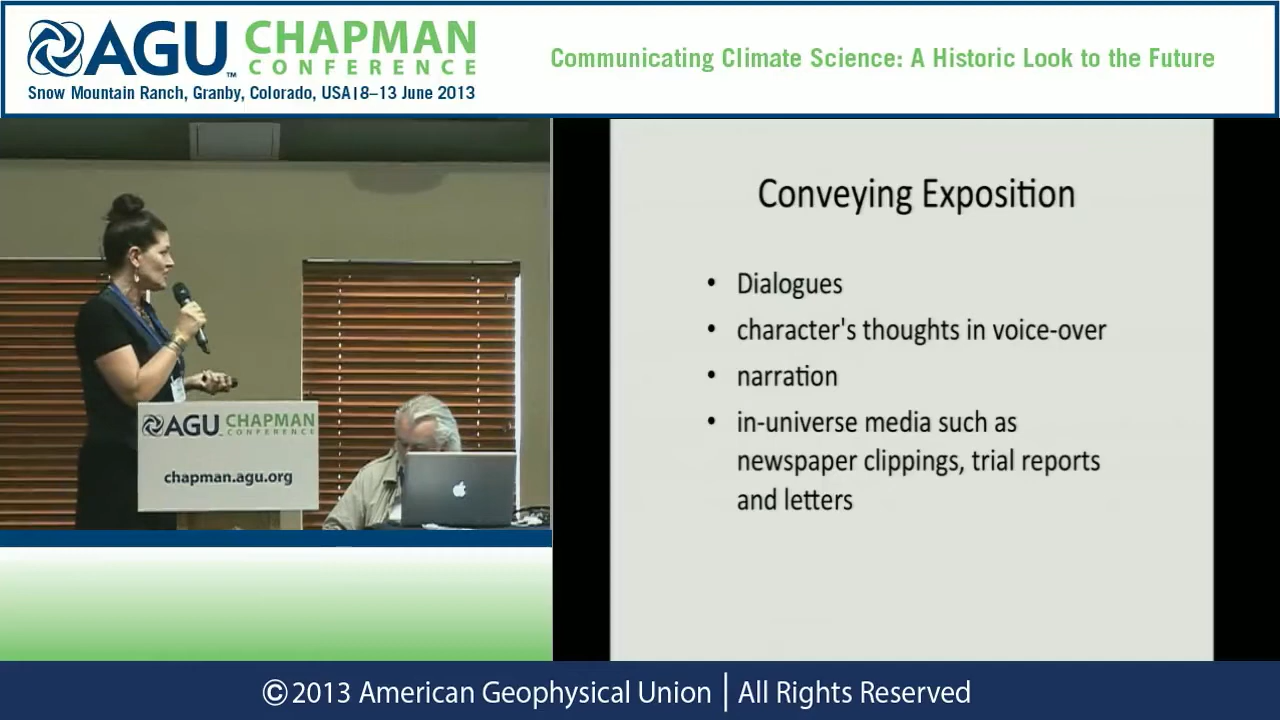 AGU CHAPMAN
™ CONFERENCE
Snow Mountain Ranch, Granby, Colorado, USA|8–13 June 2013
Communicating Climate Science: A Historic Look to the Future
Conveying Exposition
• Dialogues
• character's thoughts in voice-over
• narration
• in-universe media such as
newspaper clippings, trial reports
and letters
AGU CHAPMAN
CONFERENCE
chapman.agu.org
©2013 American Geophysical Union | All Rights Reserved